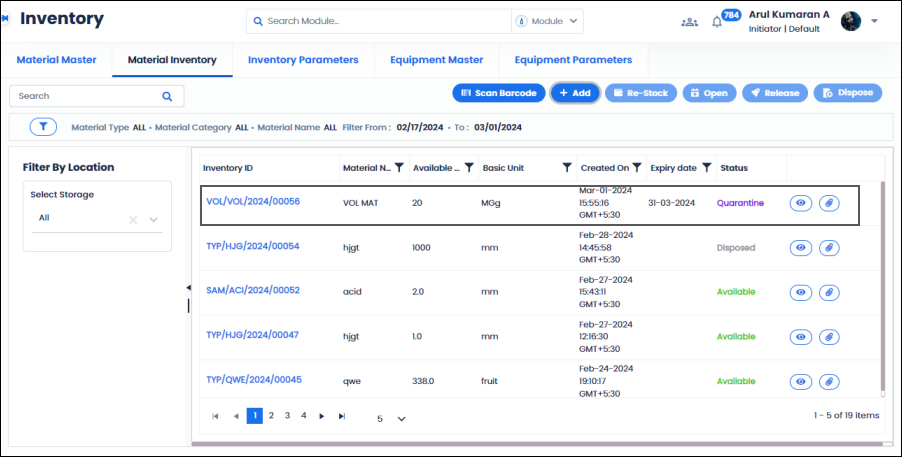 Inventory
Search Module...
Module
784
Arul Kumaran A
Initiator | Default
Material Master
Material Inventory
Inventory Parameters
Equipment Master
Equipment Parameters
Search
Scan Barcode
+ Add
Re-Stock
Open
Release
Dispose
Material Type ALL • Material Category ALL • Material Name ALL Filter From : 02/17/2024 • To : 03/01/2024
Filter By Location
Select Storage
All
Inventory ID Material N... Available ... Basic Unit Created On Expiry date Status
VOL/VOL/2024/00056 VOL MAT 20 MGg Mar-01-2024 15:55:16 GMT+5:30 31-03-2024 Quarantine
TYP/HJG/2024/00054 hjgt 1000 mm Feb-28-2024 14:45:58 GMT+5:30 Disposed
SAM/ACI/2024/00052 acid 2.0 mm Feb-27-2024 15:43:11 GMT+5:30 Available
TYP/HJG/2024/00047 hjgt 1.0 mm Feb-27-2024 12:16:30 GMT+5:30 Available
TYP/QWE/2024/00045 qwe 338.0 fruit Feb-24-2024 19:10:17 GMT+5:30 Available
1 2 3 4 5 1 - 5 of 19 items